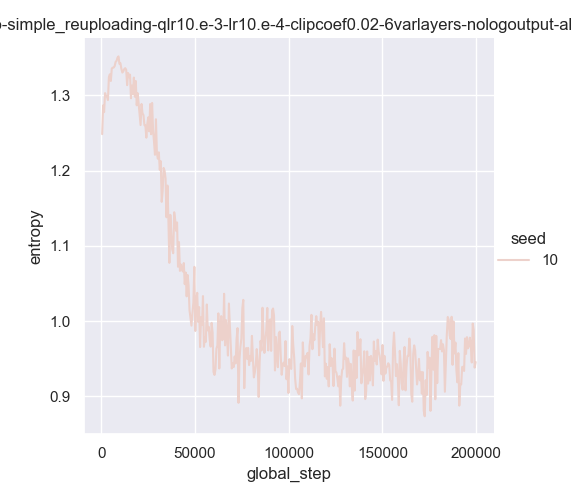 -simple_reuploading-qlr10.e-3-lr10.e-4-clipcoef0.02-6varlayers-nologoutput-al
1.3
1.2
1.1
1.0
0.9
entropy
0
50000
100000
150000
200000
global_step
seed
10